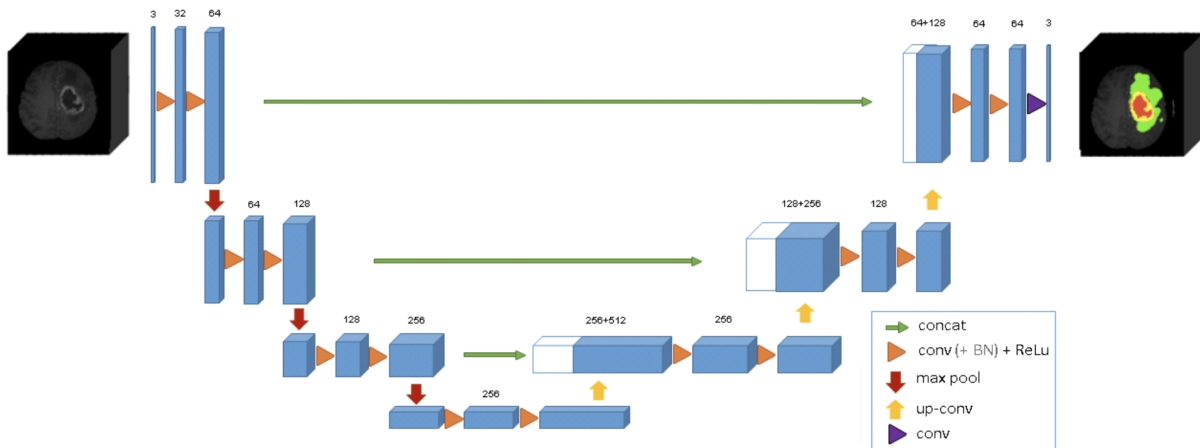 3 32 64
64+128 64 64 3
64 128
128+256 128
128 256
256+512 256
256
concat
conv (+ BN) + ReLu
max pool
up-conv
conv